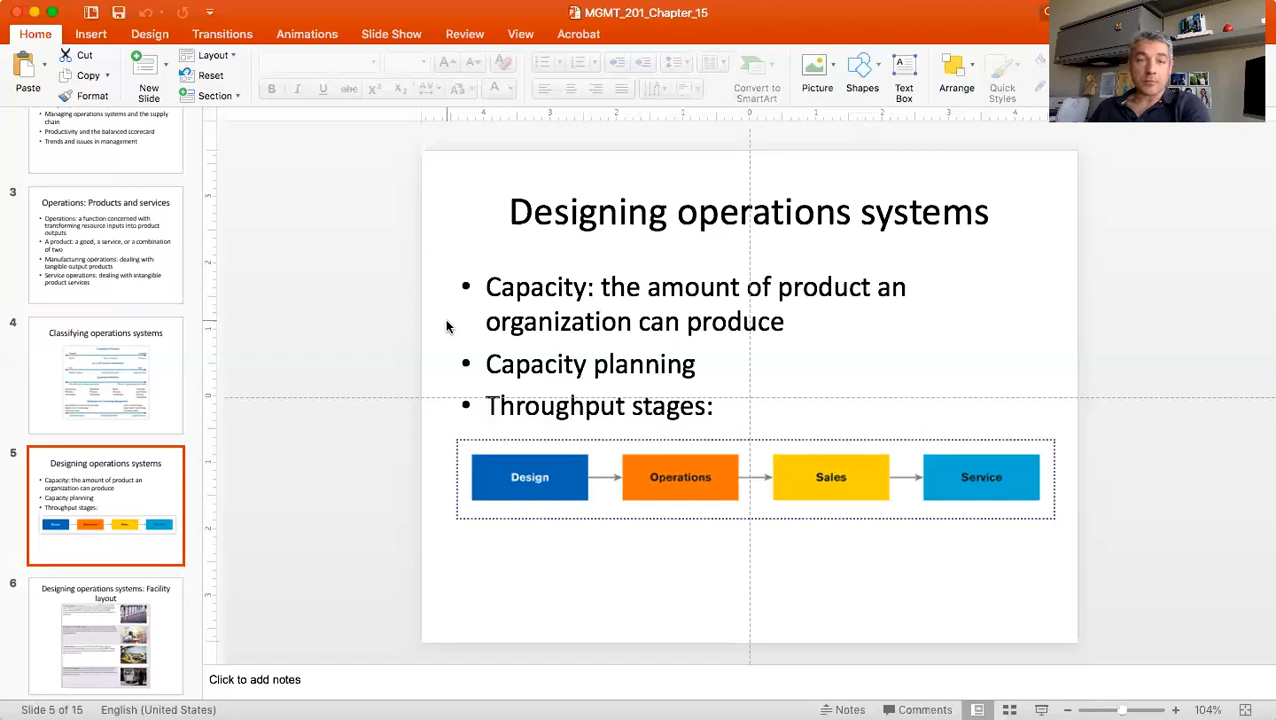 MGMT_201_Chapter_15
Home Insert Design Transitions Animations Slide Show Review View Acrobat
Paste
Cut
Copy
Format
New Slide
Layout
Reset
Section
Convert to SmartArt
Picture
Shapes
Text Box
Arrange
Quick Styles
Managing operations systems and the supply
chain
Productivity and the balanced scorecard
Trends and issues in management
3
Operations: Products and services
• Operations: a function concerned with
transforming resource inputs into product
outputs
• A product: a good, a service, or a combination
of two
• Manufacturing operations: dealing with
tangible output products
• Service operations: dealing with intangible
product services
4
Classifying operations systems
5
Designing operations systems
• Capacity: the amount of product an
organization can produce
• Capacity planning
• Throughput stages:
6
Designing operations systems: Facility
layout
Designing operations systems
• Capacity: the amount of product an
organization can produce
• Capacity planning
• Throughput stages:
Design Operations Sales Service
Click to add notes
Slide 5 of 15 English (United States) Notes Comments 104%